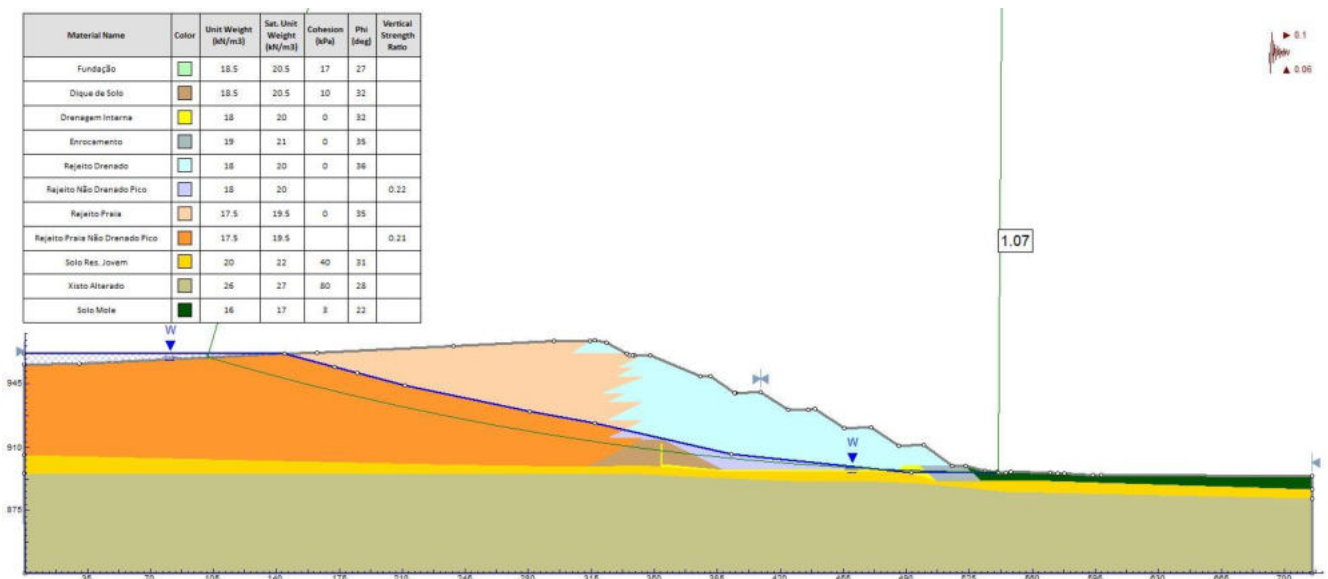 Material Name Color Unit Weight (kN/m3) Sat. Unit Weight (kN/m3) Cohesion (kPa) Phi (deg) Vertical Strength Ratio
Fundação 18.5 20.5 17 27
Dique de Solo 18.5 20.5 10 32
Drenagem Interna 18 20 0 32
Enrocamento 19 21 0 35
Rejeito Drenado 18 20 0 36
Rejeito Não Drenado Pico 18 20 0.22
Rejeito Praia 17.5 19.5 0 35
Rejeito Praia Não Drenado Pico 17.5 19.5 0.21
Solo Res. Jovem 20 22 40 31
Xisto Alterado 26 27 80 28
Solo Mole 16 17 3 22
0.1
0.06
1.07
W
W
945
910
875
35 70 105 140 175 210 245 280 315 350 385 420 455 490 525 560 595 630 665 700